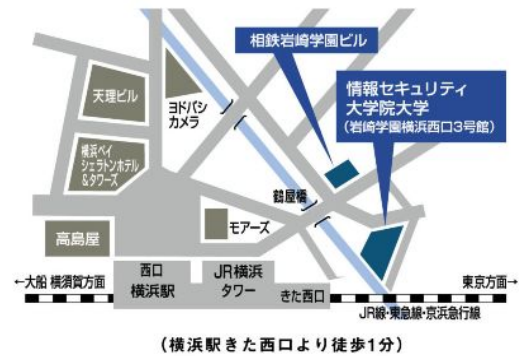 相鉄岩崎学園ビル
情報セキュリティ
大学院大学
(岩崎学園横浜西口3号館)
天理ビル
ヨドバシ
カメラ
横浜ベイ
シェラトンホテル
&タワーズ
鶴屋橋
モアーズ
高島屋
西口
横浜駅
JR横浜
タワー
きた西口
←大船 横須賀方面
東京方面→
JR線・東急線・京浜急行線
(横浜駅きた西口より徒歩1分)